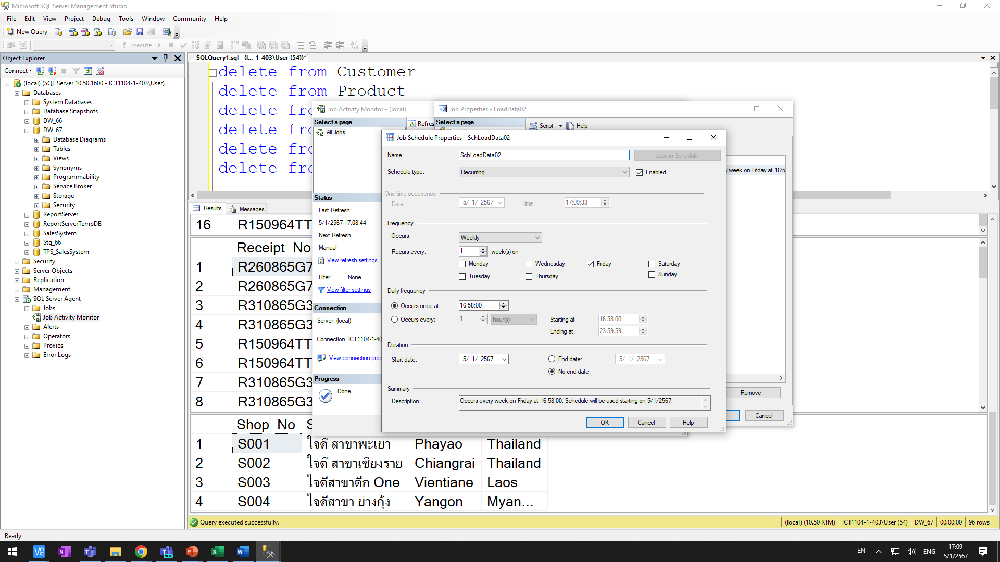 Microsoft SQL Server Management Studio
File Edit View Project Debug Tools Window Community Help
New Query
Execute
Object Explorer
Connect
(local) (SQL Server 10.50.1600 - ICT1104-1-403\User)
Databases
System Databases
Database Snapshots
DW_66
DW_67
Database Diagrams
Tables
Views
Synonyms
Programmability
Service Broker
Storage
Security
ReportServer
ReportServerTempDB
SalesSystem
Stg_66
TPS_SalesSystem
Security
Server Objects
Replication
Management
SQL Server Agent
Jobs
Job Activity Monitor
Alerts
Operators
Proxies
Error Logs
SQLQuery1.sql - (l...-1-403\User (54))*
delete from Customer
delete from Product
delete fro
delete fro
delete fro
delete fro
Results Messages
16 R150964TT
Receipt_No
1 R260865G7
2 R260865G7
3 R310865G3
4 R310865G3
5 R150964TT
6 R150964TT
7 R310865G3
8 R310865G3
Shop_No S
1 S001 ใจดี สาขาพะเยา Phayao Thailand
2 S002 ใจดี สาขาเชียงราย Chiangrai Thailand
3 S003 ใจดีสาขาตึก One Vientiane Laos
4 S004 ใจดีสาขา ย่างกุ้ง Yangon Myan...
Job Activity Monitor - (local)
Select a page
All Jobs
Refres
Status
Last Refresh:
5/1/2567 17:08:44
Next Refresh:
Manual
View refresh settings
Filter: None
View filter settings
Connection
Server: (local)
Connection: ICT1104-1-40
View connection prop
Progress
Done
Job Properties - LoadData02
Select a page
Script Help
y week on Friday at 16:5
Remove
Cancel
Job Schedule Properties - SchLoadData02
Name: SchLoadData02 Jobs in Schedule
Schedule type: Recurring Enabled
One-time occurrence
Date: 5/ 1/ 2567 Time: 17:09:33
Frequency
Occurs: Weekly
Recurs every: 1 week(s) on
Monday Wednesday Friday Saturday
Tuesday Thursday Sunday
Daily frequency
Occurs once at: 16:58:00
Occurs every: 1 hour(s) Starting at: 16:58:00
Ending at: 23:59:59
Duration
Start date: 5/ 1/ 2567 End date: 5/ 1/ 2567
No end date:
Summary
Description: Occurs every week on Friday at 16:58:00. Schedule will be used starting on 5/1/2567.
OK Cancel Help
Query executed successfully. (local) (10.50 RTM) ICT1104-1-403\User (54) DW_67 00:00:00 96 rows
Ready
EN ENG 17:09
5/1/2567